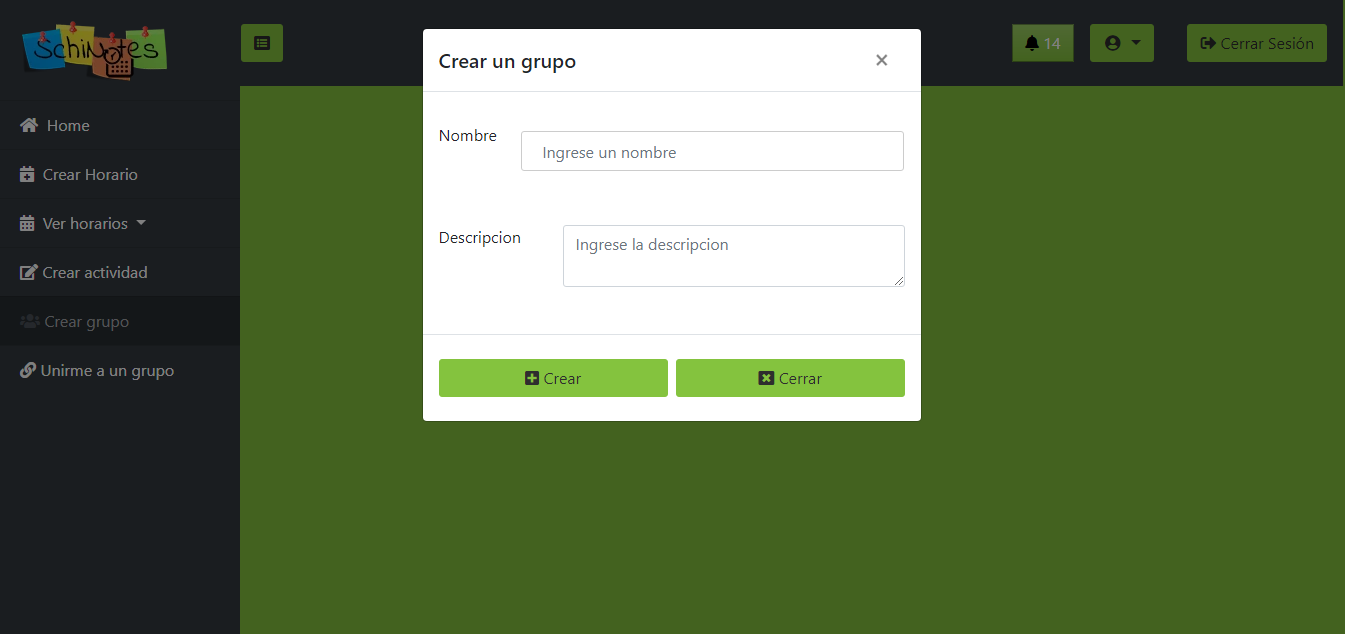 SchiNotes
14
Cerrar Sesión
Home
Crear Horario
Ver horarios
Crear actividad
Crear grupo
Unirme a un grupo
Crear un grupo
×
Nombre
Ingrese un nombre
Descripcion
Ingrese la descripcion
Crear
Cerrar